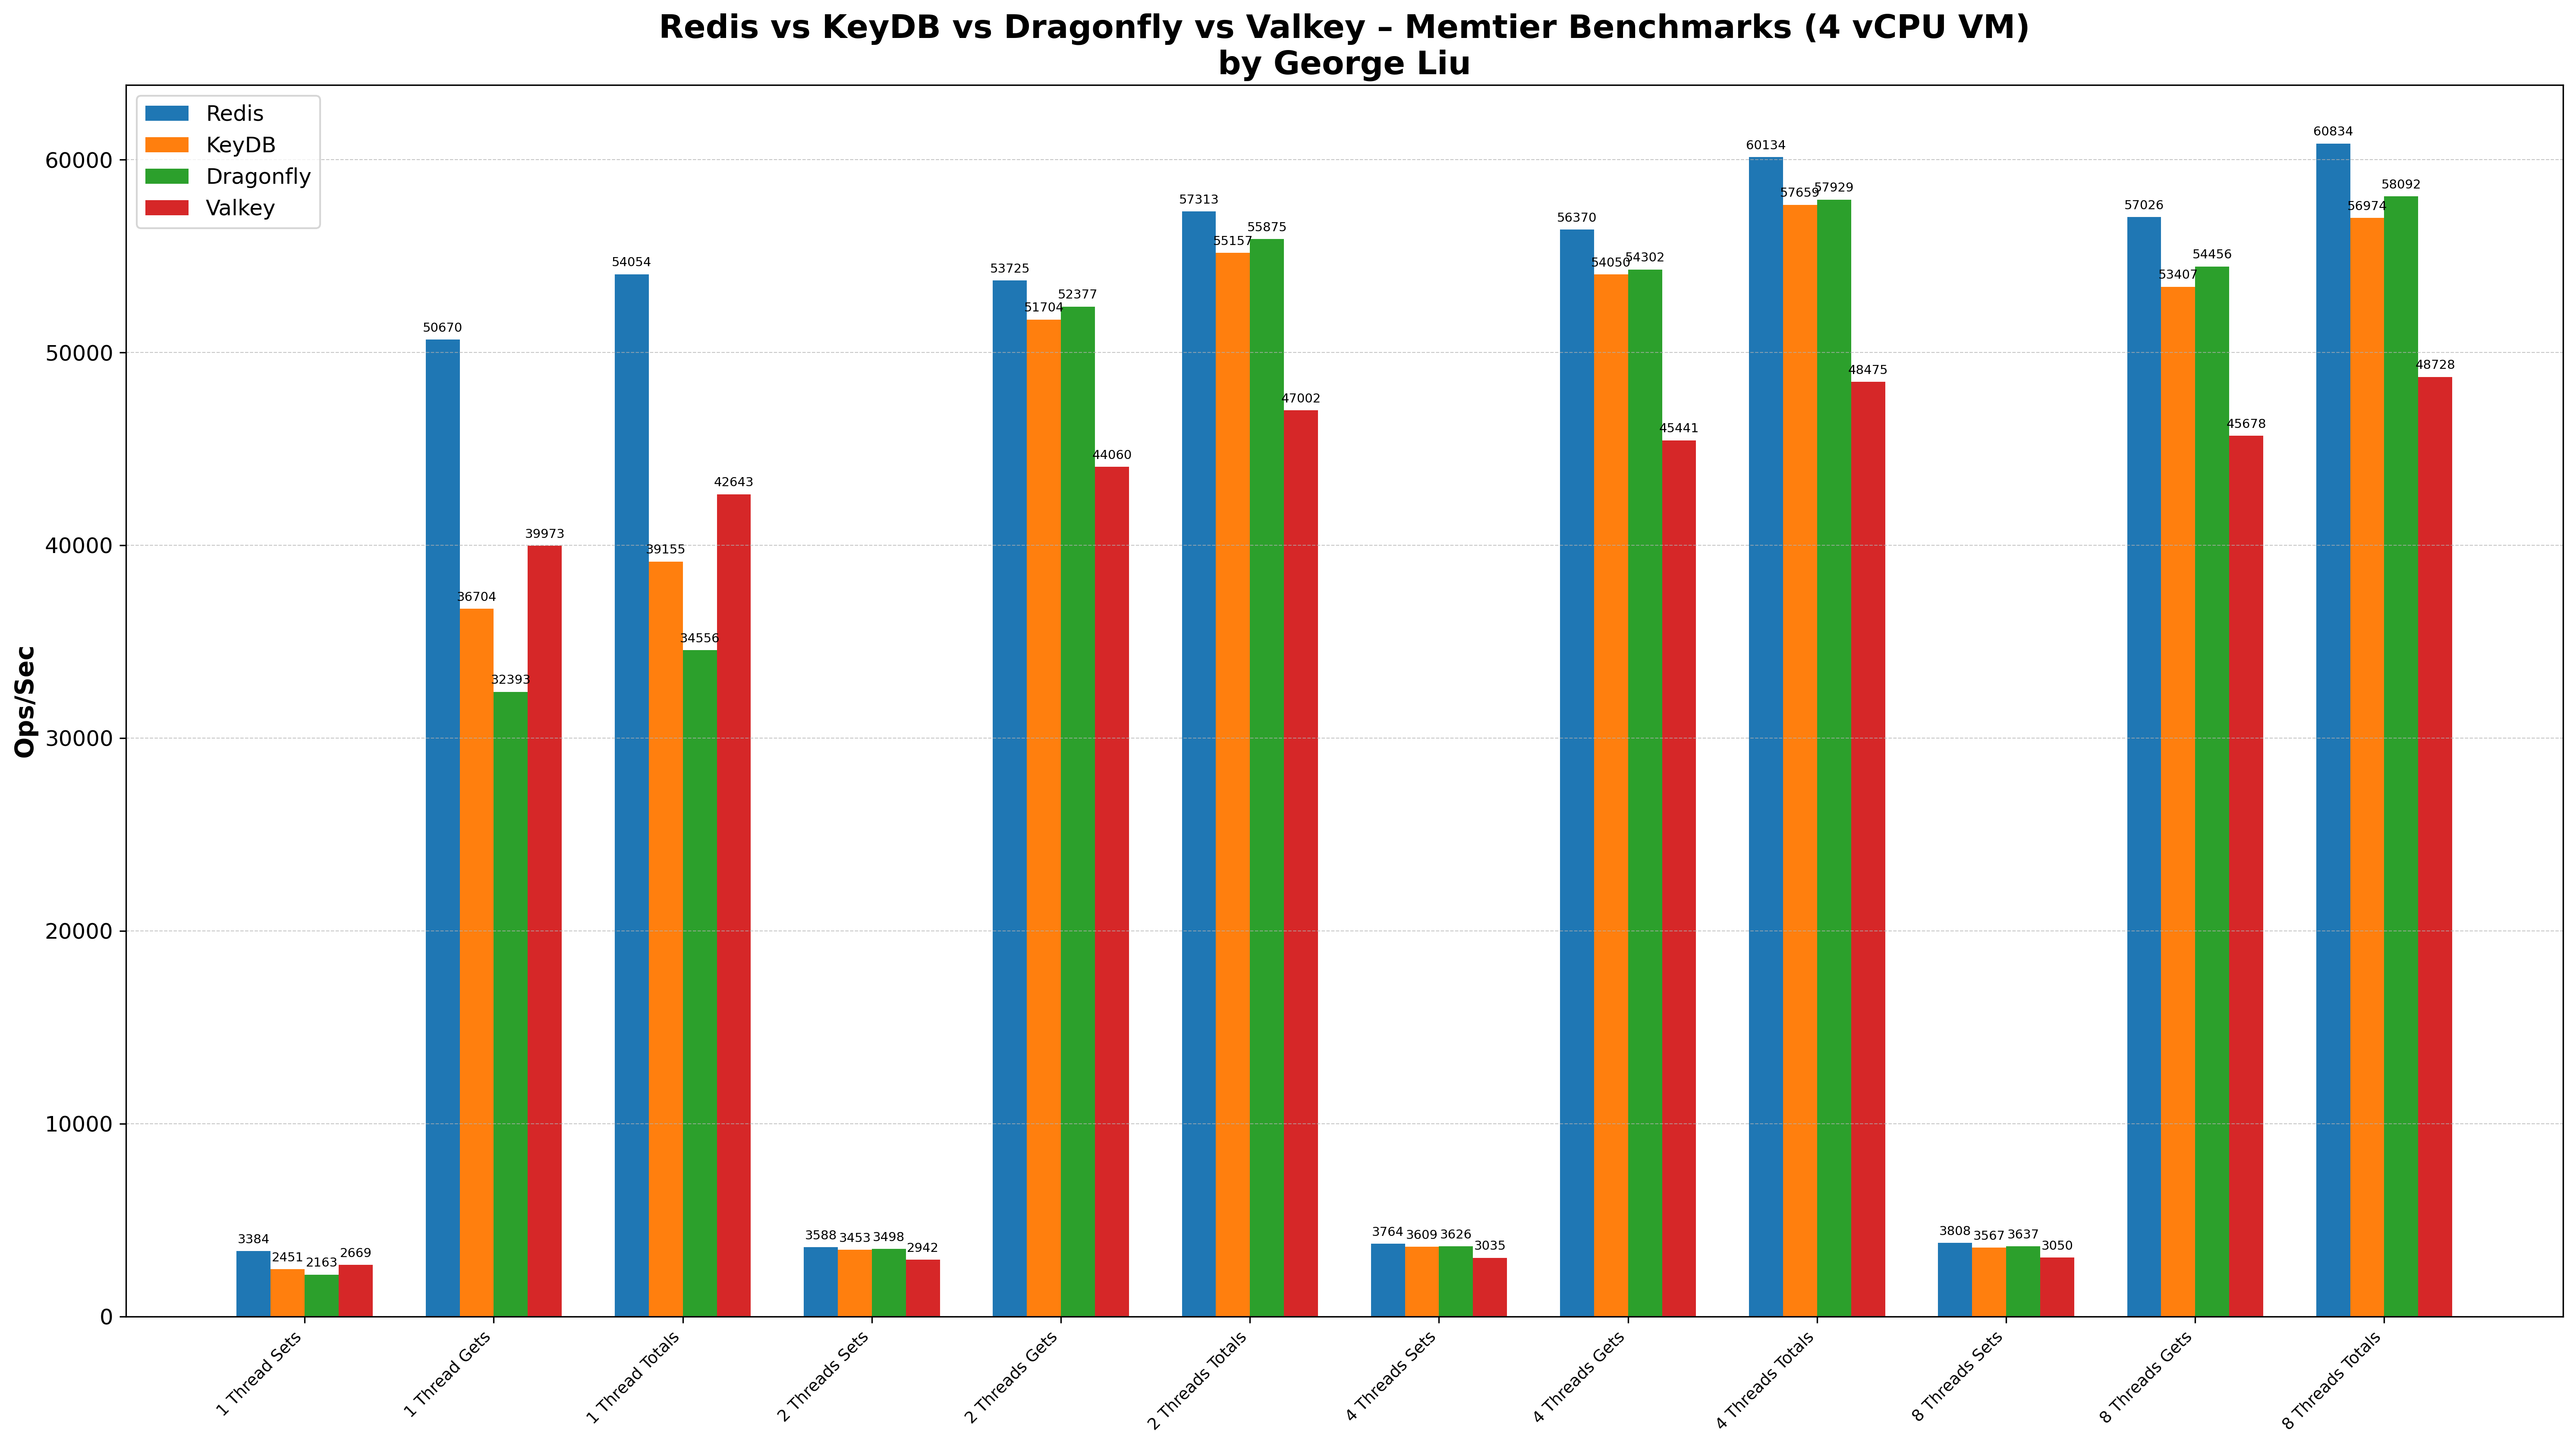 Redis vs KeyDB vs Dragonfly vs Valkey – Memtier Benchmarks (4 vCPU VM)
by George Liu
Redis
KeyDB
Dragonfly
Valkey
Ops/Sec
60000
50000
40000
30000
20000
10000
0
3384
2451
2163
2669
50670
36704
32393
39973
54054
39155
34556
42643
3588
3453
3498
2942
53725
51704
52377
44060
57313
55157
55875
47002
3764
3609
3626
3035
56370
54050
54302
45441
60134
57659
57929
48475
3808
3567
3637
3050
57026
53407
54456
45678
60834
56974
58092
48728
1 Thread Sets
1 Thread Gets
1 Thread Totals
2 Threads Sets
2 Threads Gets
2 Threads Totals
4 Threads Sets
4 Threads Gets
4 Threads Totals
8 Threads Sets
8 Threads Gets
8 Threads Totals